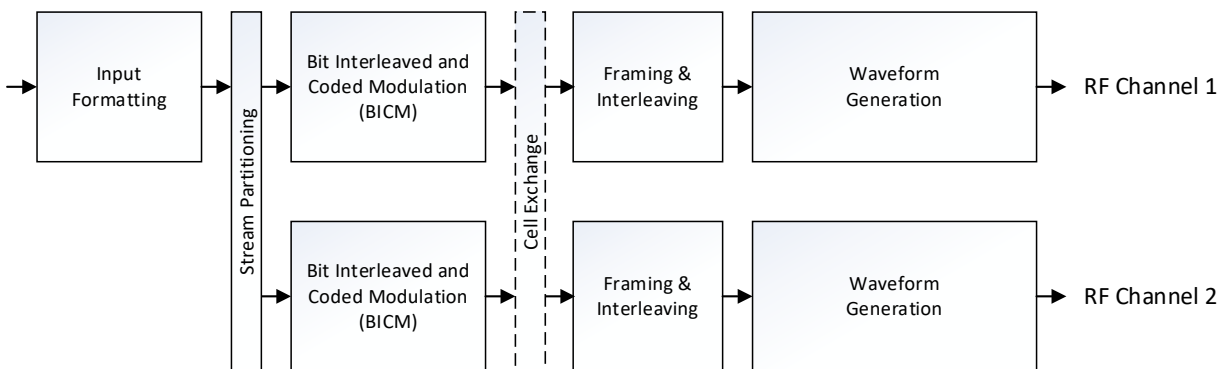 Input
Formatting
Stream Partitioning
Bit Interleaved and
Coded Modulation
(BICM)
Cell Exchange
Framing &
Interleaving
Waveform
Generation
RF Channel 1
Bit Interleaved and
Coded Modulation
(BICM)
Framing &
Interleaving
Waveform
Generation
RF Channel 2